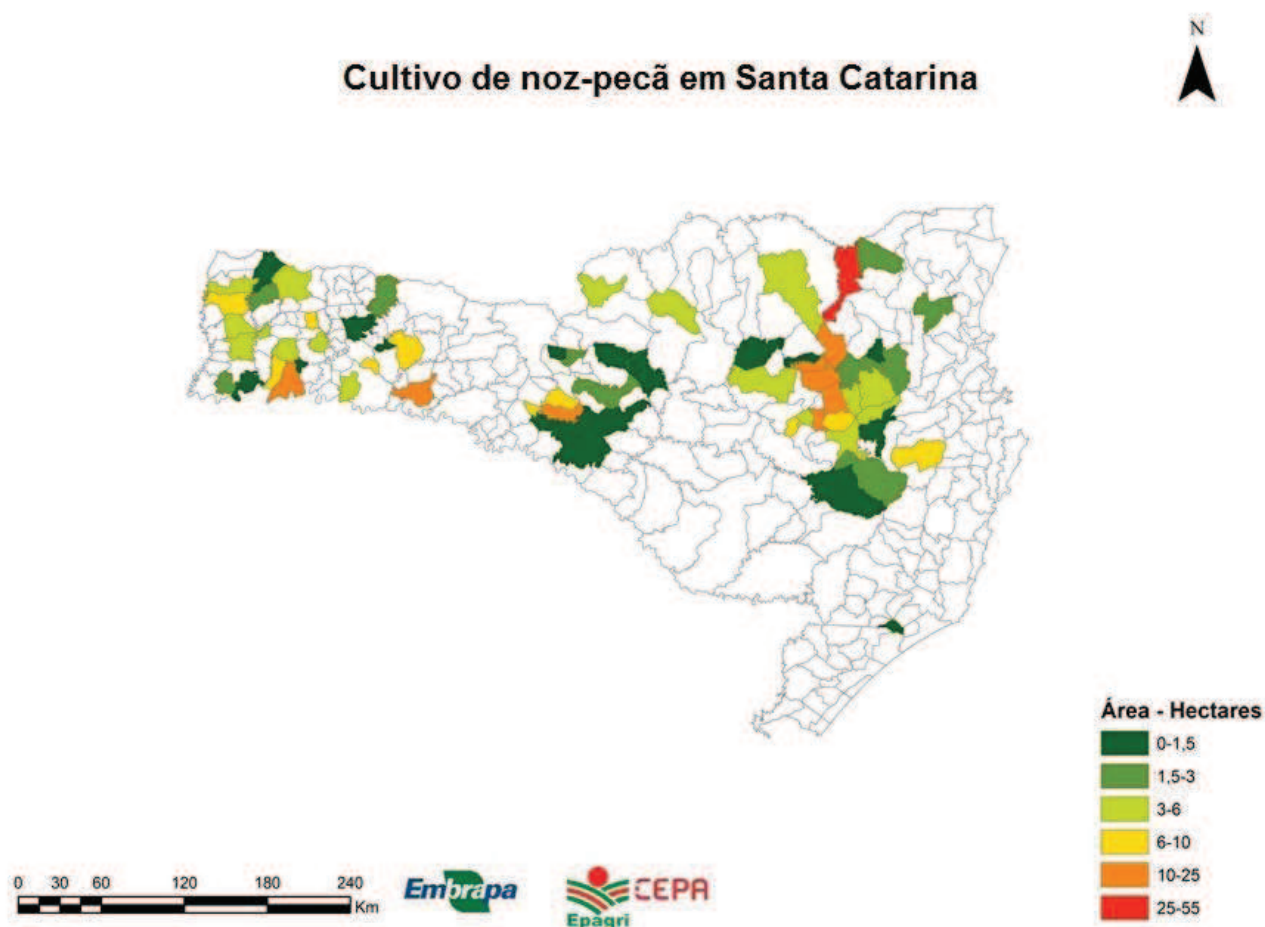 N
Cultivo de noz-pecã em Santa Catarina
Área - Hectares
0-1,5
1,5-3
3-6
6-10
10-25
25-55
0 30 60 120 180 240
Km
Embrapa
CEPA
Epagri